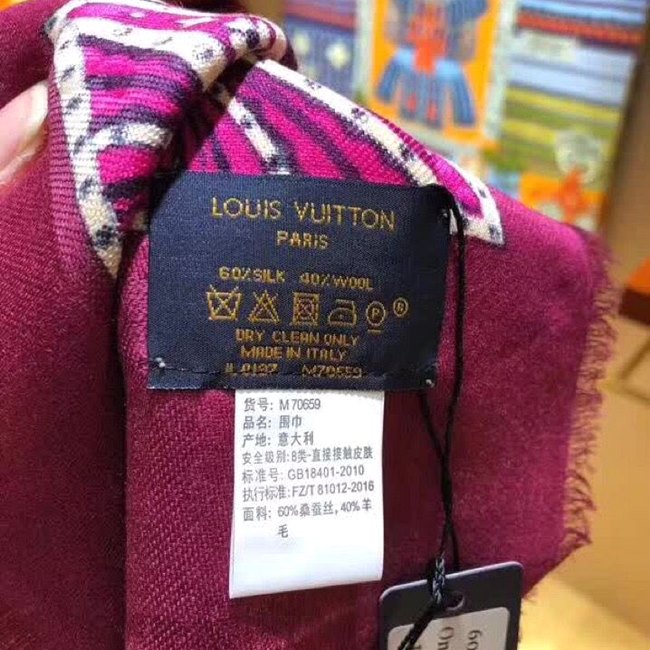 LOUIS VUITTON
PARIS
60%SILK 40%WOOL
P ®
DRY CLEAN ONLY
MADE IN ITALY
M70659
货号: M70659
品名: 围巾
产地: 意大利
安全级别: B类-直接接触皮肤
标准号: GB18401-2010
执行标准: FZ/T 81012-2016
面料: 60%桑蚕丝, 40%羊
毛
60
On